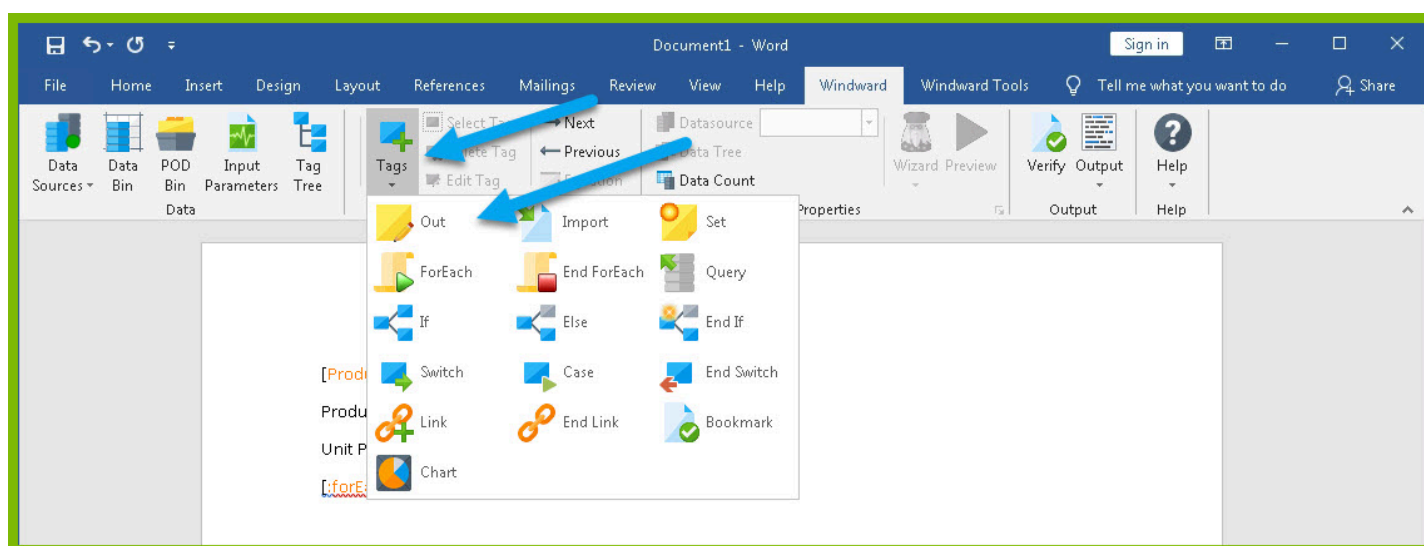 Document1 - Word Sign in
File Home Insert Design Layout References Mailings Review View Help Windward Windward Tools Tell me what you want to do Share
Select Next Datasource
Tag Previous Data Tree
Edit Tag Data Count
Data Sources Data Bin POD Bin Input Parameters Tag Tree Tags Wizard Preview Verify Output Help
Data Properties Output Help
Out Import Set
ForEach End ForEach Query
If Else End If
[Prod Switch Case End Switch
Produ Link End Link Bookmark
Unit P
Chart
[:forE